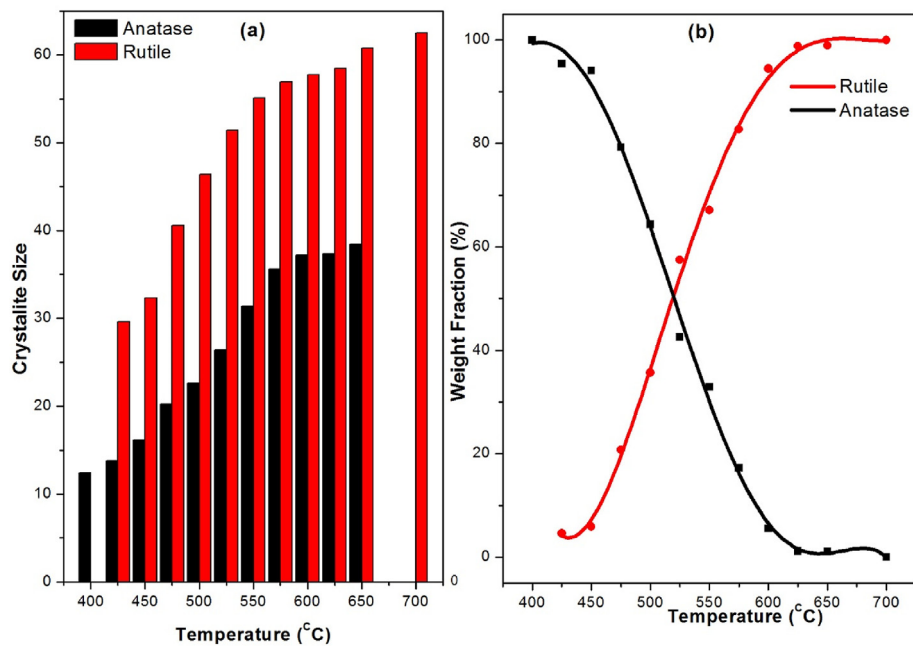 Anatase
Rutile
(a)
60
50
40
30
20
10
0
Crystalite Size
400 450 500 550 600 650 700
Temperature (°C)
0
(b)
Rutile
Anatase
100
80
60
40
20
0
Weight Fraction (%)
400 450 500 550 600 650 700
Temperature (°C)